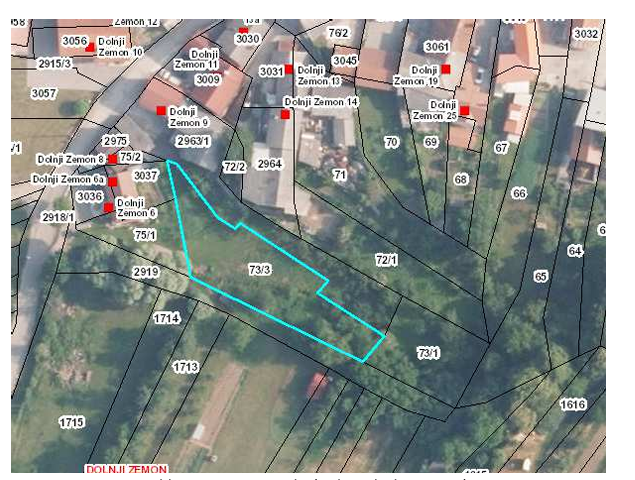 Zemon 12
76/2
3032
3056
Dolnji
Zemon 10
Dolnji
Zemon 11
3030
3061
2915/3
3045
3031
Dolnji
Zemon 13
Dolnji
Zemon 19
3009
3057
Dolnji Zemon 14
Dolnji
Zemon 25
Dolnji
Zemon 9
2975
2963/1
70
69
67
/1
Dolnji Zemon 8
75/2
72/2
2964
71
Dolnji Zemon 6a
3037
68
66
3036
Dolnji
Zemon 6
2918/1
75/1
64
72/1
2919
73/3
65
1714
73/1
1713
1616
1715
DOLNJI ZEMON